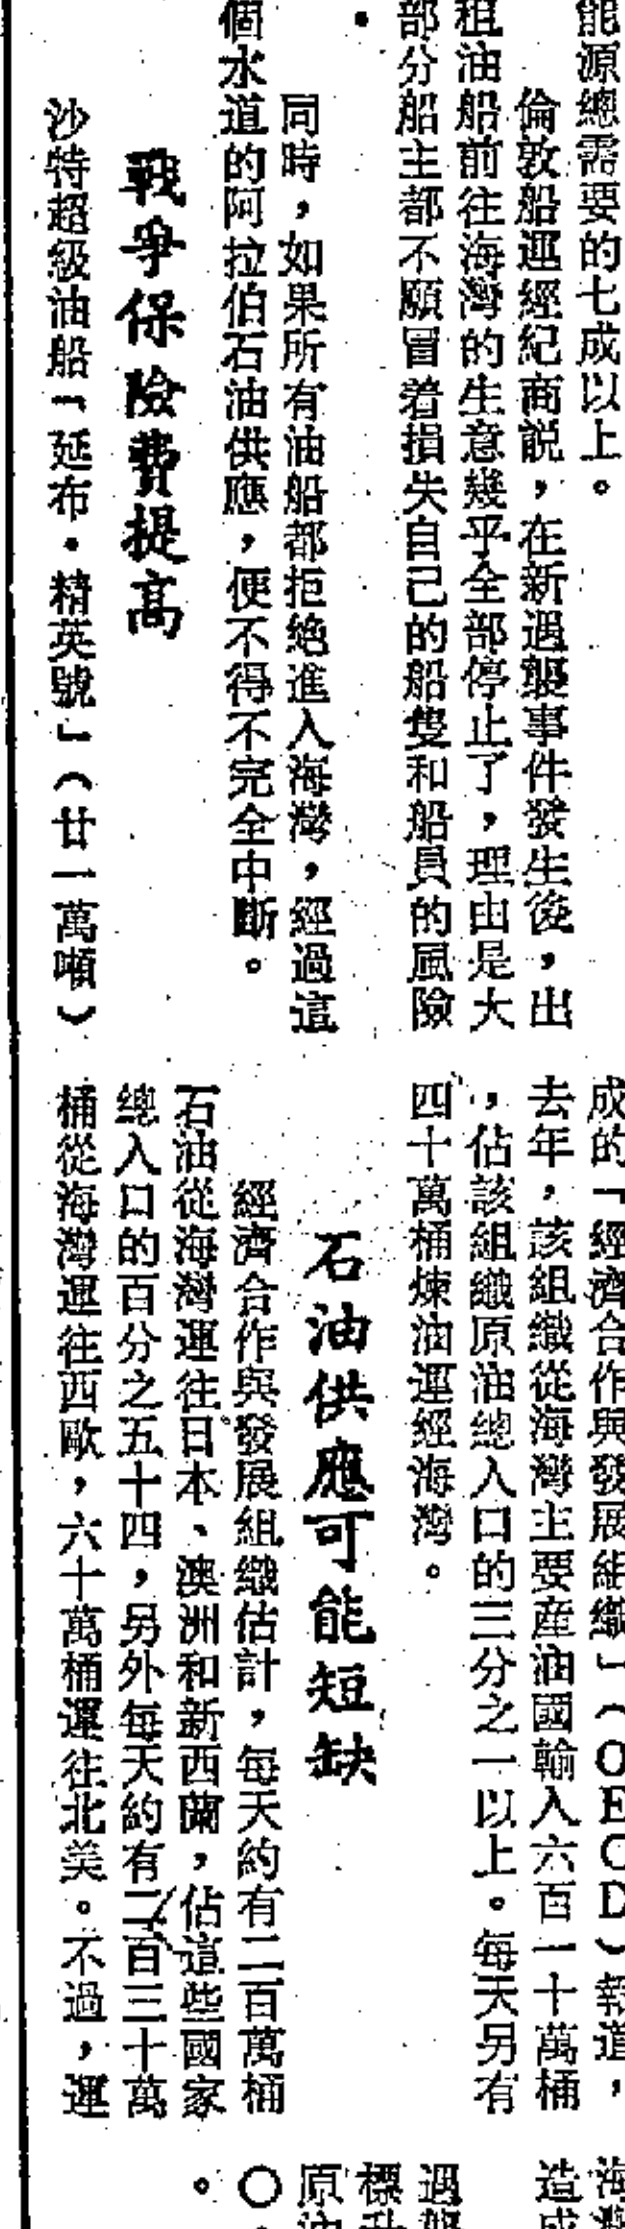 能源總需要的七成以上。
倫敦船運經紀商説，在新遇襲事件發生後，出
租油船前往海灣的生意幾乎全部停止了，理由是大
部分船主都不願冒着損失自己的船隻和船員的風險
。
同時，如果所有油船都拒絶進入海灣，經過這
個水道的阿拉伯石油供應，便不得不完全中斷。
戰爭保險費提高
沙特超級油船「延布·精英號」（廿一萬噸）
成的「經濟合作與發展組織」（OECD）報道，
去年，該組織從海灣主要産油國輸入六百一十萬桶
，佔該組織原油總入口的三分之一以上。每天另有
四十萬桶煉油運經海灣。
石油供應可能短缺
經濟合作與發展組織估計，每天約有二百萬桶
石油從海灣運往日本、澳洲和新西蘭，佔這些國家
總入口的百分之五十四，另外每天約有二百三十萬
桶從海灣運往西歐，六十萬桶運往北美。不過，運
海灣
造成
遇襲
標升
原油
〇
。